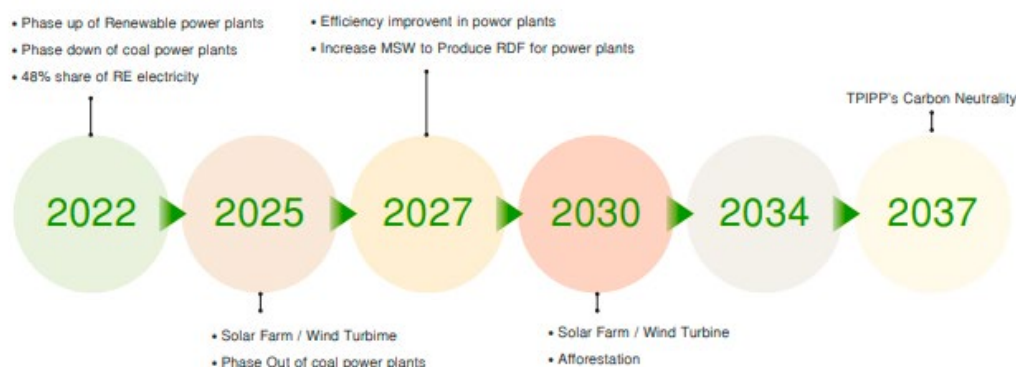 • Phase up of Renewable power plants
• Phase down of coal power plants
• 48% share of RE electricity
• Efficiency improvent in powor plants
• Increase MSW to Produce RDF for power plants
TPIPP's Carbon Neutrality
2022
2025
2027
2030
2034
2037
• Solar Farm / Wind Turbime
• Phase Out of coal power plants
• Solar Farm / Wind Turbine
• Afforestation